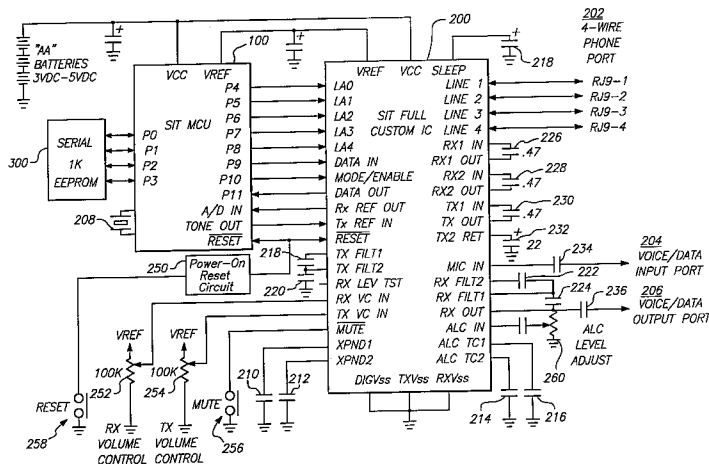 "AA"
BATTERIES
3VDC-5VDC
+
+
100
200
+
218
202
4-WIRE
PHONE
PORT
VCC VREF
SIT MCU
P0
P1
P2
P3
P4
P5
P6
P7
P8
P9
P10
P11
A/D IN
TONE OUT
RESET
300
SERIAL
1K
EEPROM
208
VREF VCC SLEEP
SIT FULL
CUSTOM IC
LA0
LA1
LA2
LA3
LA4
DATA IN
MODE/ENABLE
DATA OUT
Rx REF OUT
Tx REF IN
RESET
TX FILT1
TX FILT2
RX LEV TST
RX VC IN
TX VC IN
MUTE
XPND1
XPND2
DIGVss TXVss RXVss
LINE 1
LINE 2
LINE 3
LINE 4
RX1 IN
RX1 OUT
RX2 IN
RX2 OUT
TX1 IN
TX OUT
TX2 RET
MIC IN
RX FILT2
RX FILT1
RX OUT
ALC IN
ALC TC1
ALC TC2
RJ9-1
RJ9-2
RJ9-3
RJ9-4
226
.47
228
.47
230
.47
+ 232
22
234
222
224
236
204
VOICE/DATA
INPUT PORT
206
VOICE/DATA
OUTPUT PORT
ALC
LEVEL
ADJUST
260
214
216
250
Power-On
Reset
Circuit
218
220
VREF
VREF
100K
252
100K
254
RESET
258
RX
VOLUME
CONTROL
TX
VOLUME
CONTROL
MUTE
256
210
212